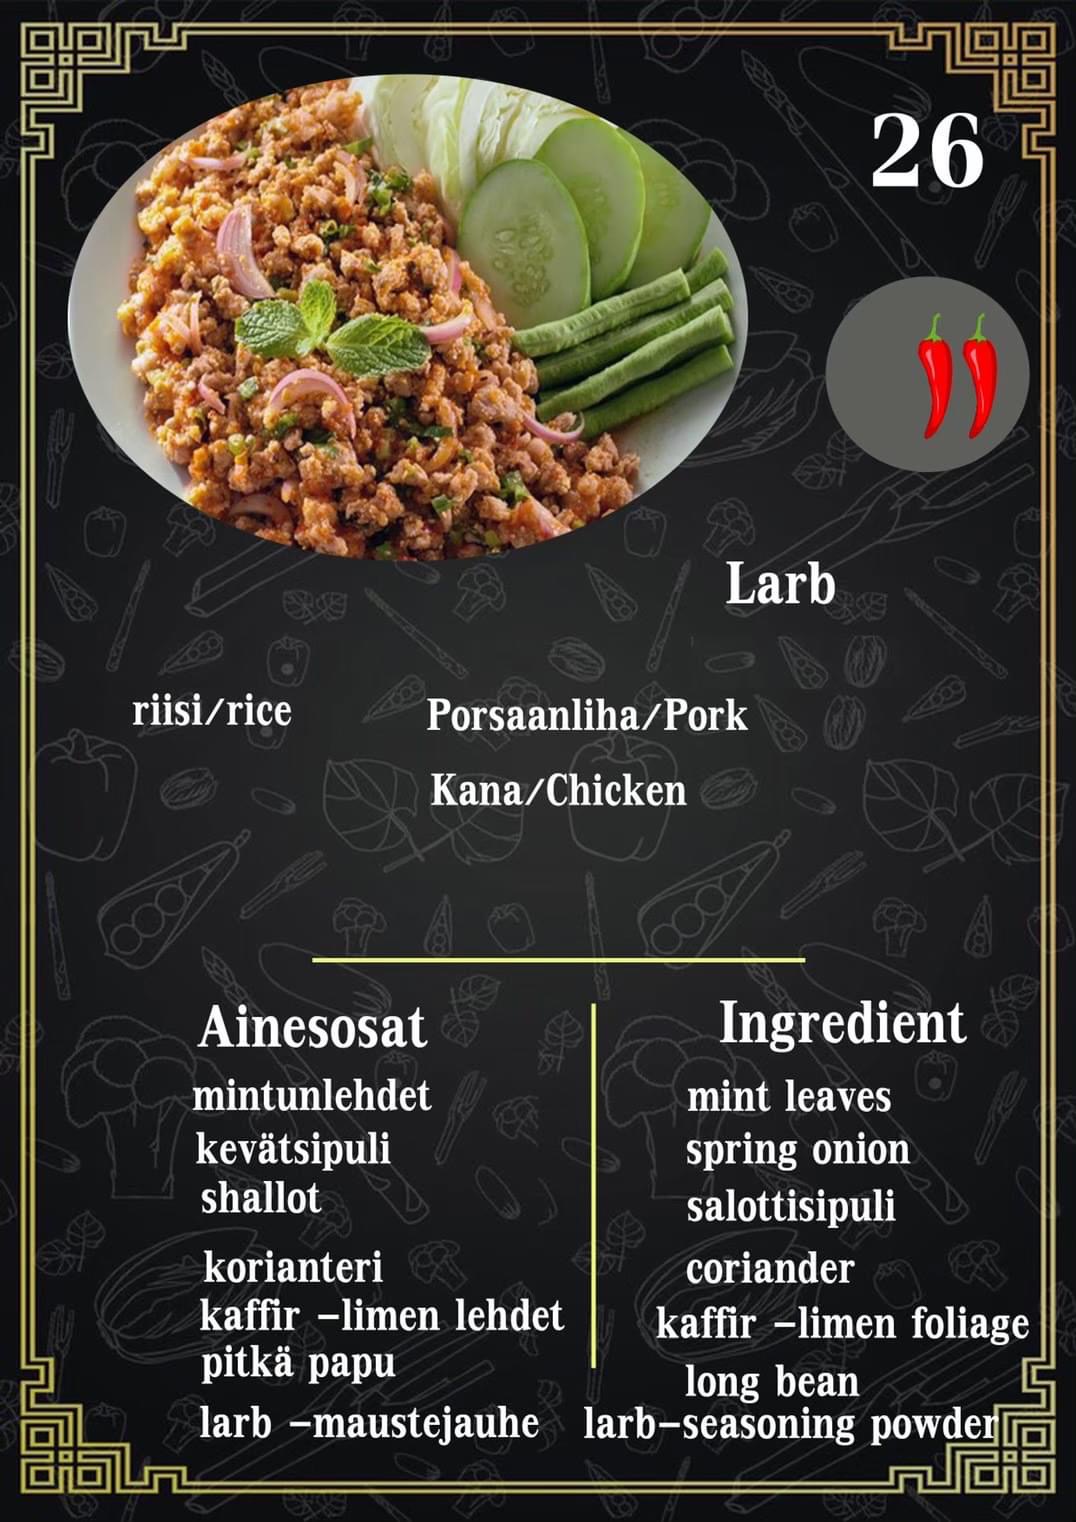 26
Larb
riisi/rice
Porsaanliha/Pork
Kana/Chicken
Ainesosat
mintunlehdet
kevätsipuli
shallot
korianteri
kaffir –limen lehdet
pitkä papu
larb –maustejauhe
Ingredient
mint leaves
spring onion
salottisipuli
coriander
kaffir –limen foliage
long bean
larb–seasoning powder